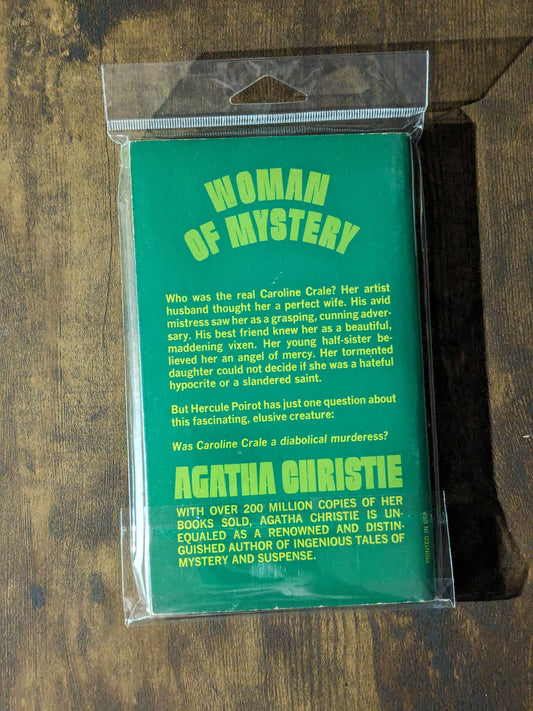 WOMAN
OF MYSTERY
Who was the real Caroline Crale? Her artist
husband thought her a perfect wife. His avid
mistress saw her as a grasping, cunning adver-
sary. His best friend knew her as a beautiful,
maddening vixen. Her young half-sister be-
lieved her an angel of mercy. Her tormented
daughter could not decide if she was a hateful
hypocrite or a slandered saint.
But Hercule Poirot has just one question about
this fascinating, elusive creature:
Was Caroline Crale a diabolical murderess?
AGATHA CHRISTIE
WITH OVER 200 MILLION COPIES OF HER
BOOKS SOLD, AGATHA CHRISTIE IS UN-
EQUALED AS A RENOWNED AND DISTIN-
GUISHED AUTHOR OF INGENIOUS TALES OF
MYSTERY AND SUSPENSE.
PRINTED IN USA